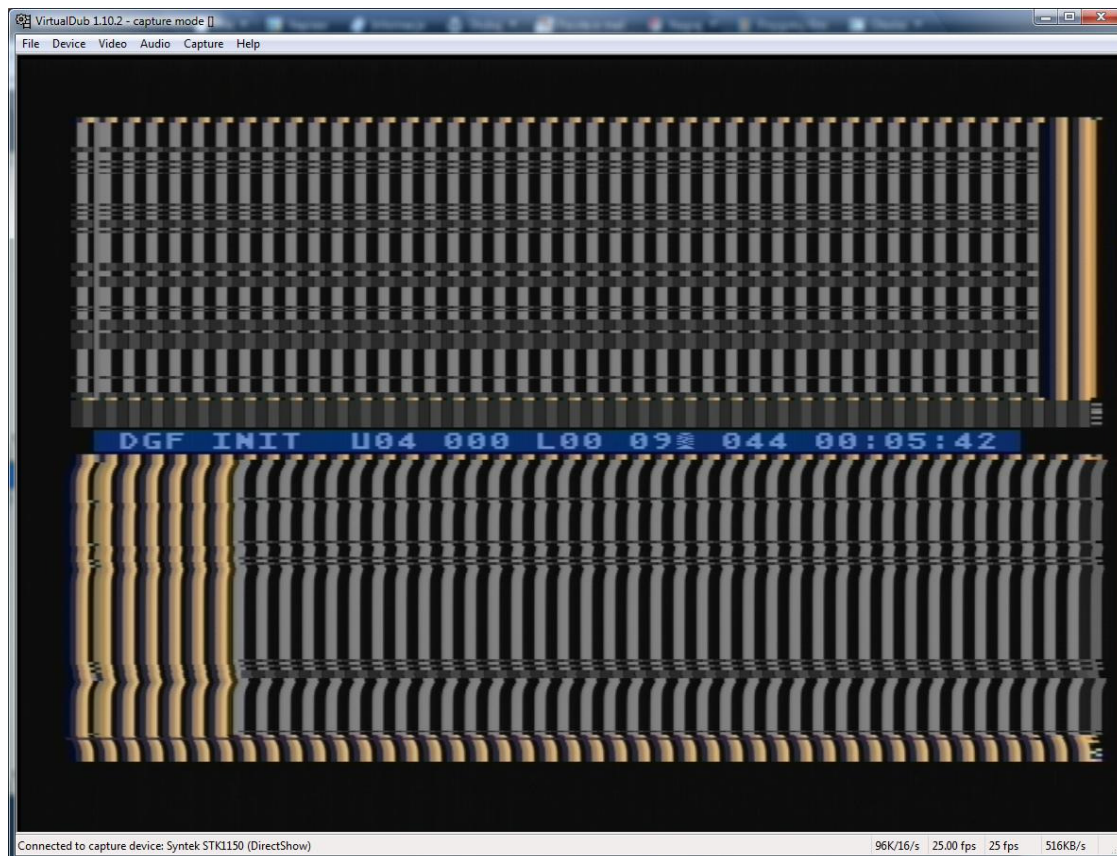 VirtualDub 1.10.2 - capture mode []
File Device Video Audio Capture Help
DGF INIT U04 000 L00 09 044 00:05:42
Connected to capture device: Syntek STK1150 (DirectShow) 96K/16/s 25.00 fps 25 fps 516KB/s